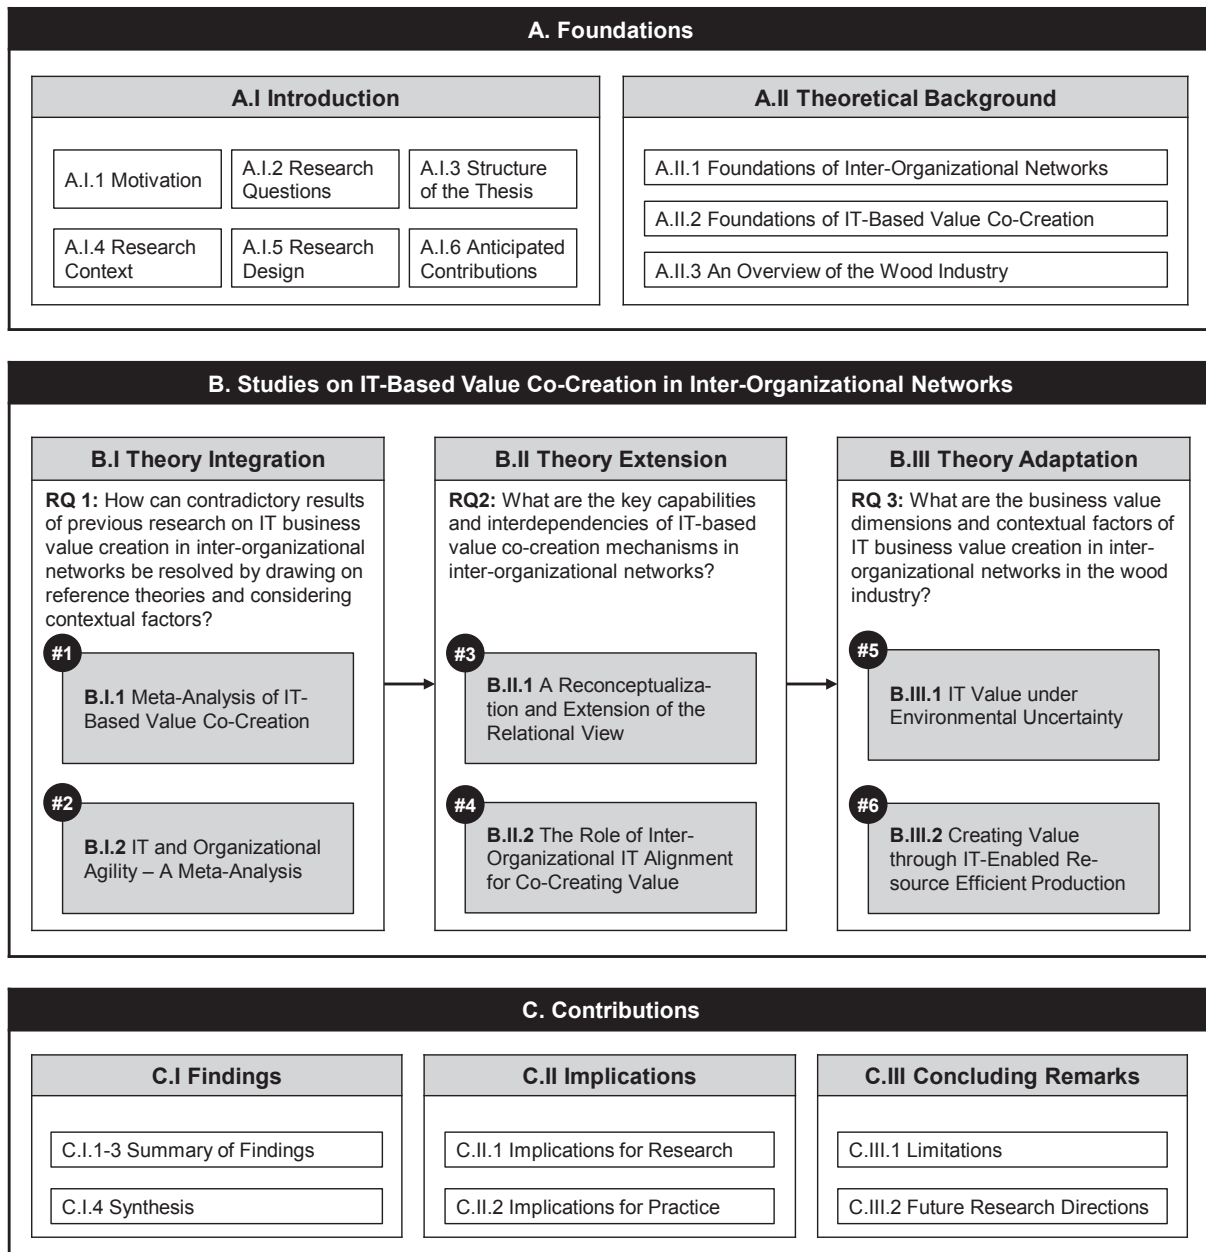 A. Foundations
A.I Introduction
A.I.1 Motivation
A.I.2 Research
Questions
A.I.3 Structure
of the Thesis
A.I.4 Research
Context
A.I.5 Research
Design
A.I.6 Anticipated
Contributions
A.II Theoretical Background
A.II.1 Foundations of Inter-Organizational Networks
A.II.2 Foundations of IT-Based Value Co-Creation
A.II.3 An Overview of the Wood Industry
B. Studies on IT-Based Value Co-Creation in Inter-Organizational Networks
B.I Theory Integration
RQ 1: How can contradictory results
of previous research on IT business
value creation in inter-organizational
networks be resolved by drawing on
reference theories and considering
contextual factors?
#1
B.I.1 Meta-Analysis of IT-
Based Value Co-Creation
#2
B.I.2 IT and Organizational
Agility – A Meta-Analysis
B.II Theory Extension
RQ2: What are the key capabilities
and interdependencies of IT-based
value co-creation mechanisms in
inter-organizational networks?
#3
B.II.1 A Reconceptualiza-
tion and Extension of the
Relational View
#4
B.II.2 The Role of Inter-
Organizational IT Alignment
for Co-Creating Value
B.III Theory Adaptation
RQ 3: What are the business value
dimensions and contextual factors of
IT business value creation in inter-
organizational networks in the wood
industry?
#5
B.III.1 IT Value under
Environmental Uncertainty
#6
B.III.2 Creating Value
through IT-Enabled Re-
source Efficient Production
C. Contributions
C.I Findings
C.I.1-3 Summary of Findings
C.I.4 Synthesis
C.II Implications
C.II.1 Implications for Research
C.II.2 Implications for Practice
C.III Concluding Remarks
C.III.1 Limitations
C.III.2 Future Research Directions